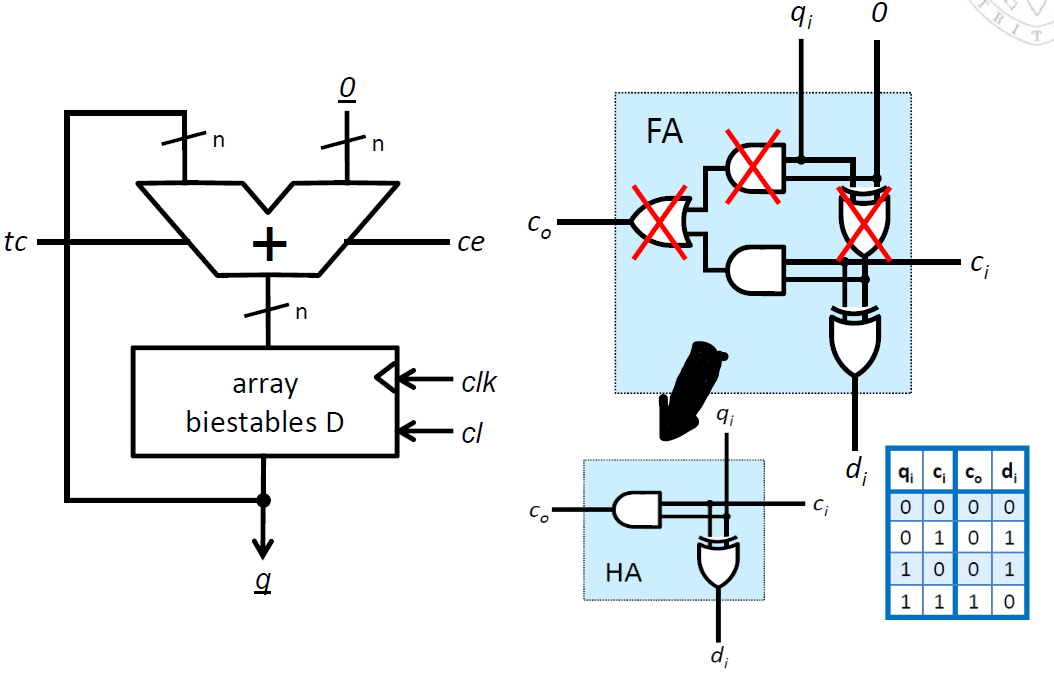 0
n
n
tc
+
ce
n
array
biestables D
clk
cl
q
q_i
0
FA
c_o
c_i
d_i
q_i
c_o
c_i
HA
d_i
q_i c_i c_o d_i
0 0 0 0
0 1 0 1
1 0 0 1
1 1 1 0
T R I T